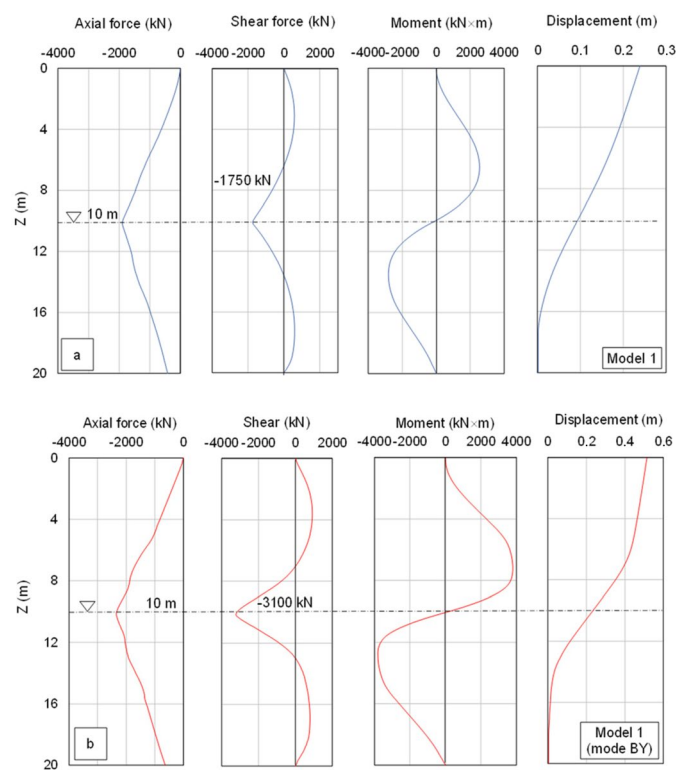 Axial force (kN) Shear force (kN) Moment (kN×m) Displacement (m)
-4000 -2000 0 -4000 -2000 0 2000 -4000 -2000 0 2000 4000 0 0.1 0.2 0.3
0
4
8
-1750 kN
10 m
Z (m)
12
16
a
Model 1
20
Axial force (kN) Shear (kN) Moment (kN×m) Displacement (m)
-4000 -2000 0 -4000 -2000 0 2000 -4000 -2000 0 2000 4000 0 0.2 0.4 0.6
0
4
8
10 m -3100 kN
Z (m)
12
16
b
Model 1
(mode BY)
20